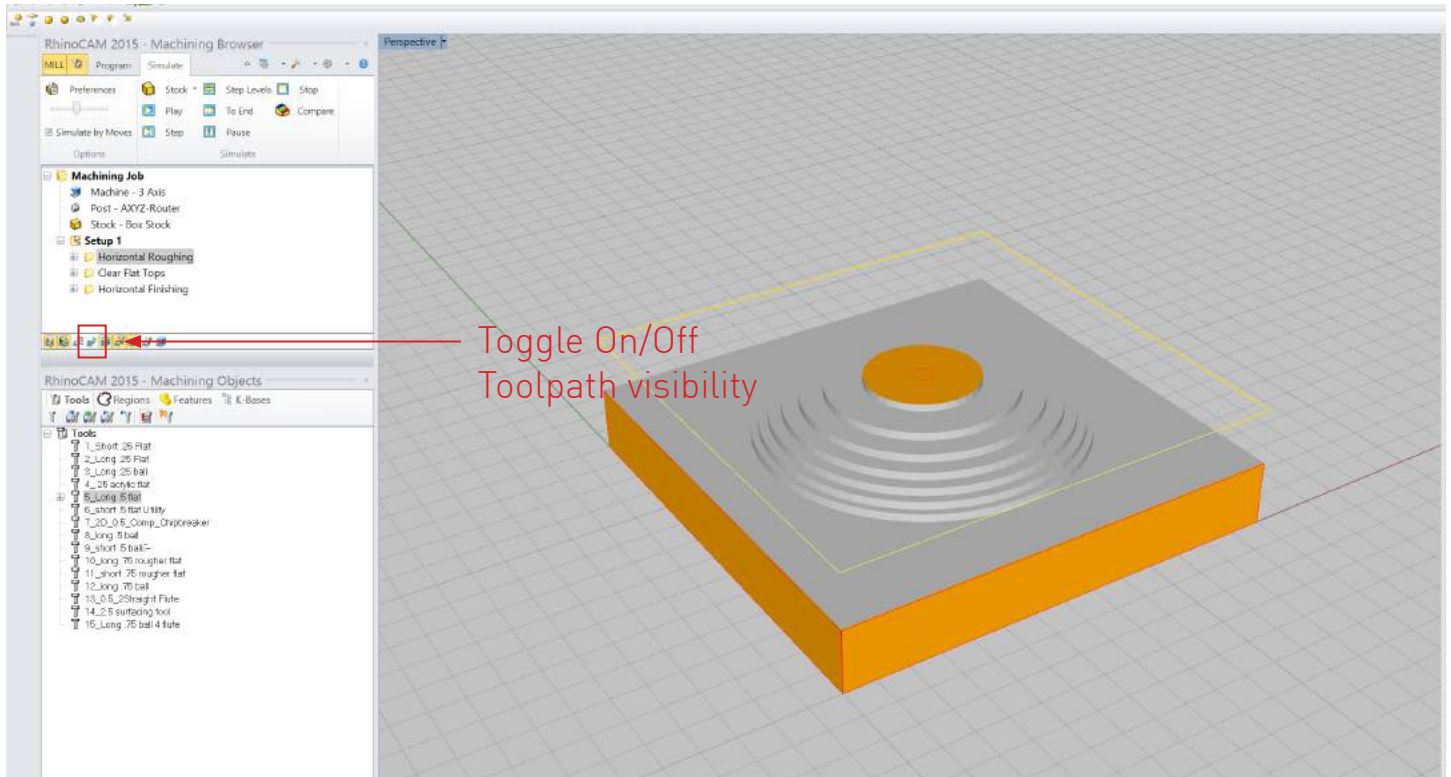 RhinoCAM 2015 - Machining Browser
MILL Program Simulate
Preferences Stock Step Levels Stop
Play To End Compare
Simulate by Moves Step Pause
Options Simulate
Machining Job
Machine - 3 Axis
Post - AXYZ-Router
Stock - Box Stock
Setup 1
Horizontal Roughing
Clear Flat Tops
Horizontal Finishing
Perspective
Toggle On/Off
Toolpath visibility
RhinoCAM 2015 - Machining Objects
Tools Regions Features K-Bases
Tools
1_Short .25 Flat
2_Long .25 Flat
3_Long .25 ball
4_.25 acrylic flat
5_Long .5 flat
6_short .5 flat Utility
7_2D_0.5_Comp_Chipbreaker
8_long .5 ball
9_short .5 ball
10_long .75 rougher flat
11_short .75 rougher flat
12_long .75 ball
13_0.5_2Straight Flute
14_2.5 surfacing tool
15_Long .75 ball 4 flute